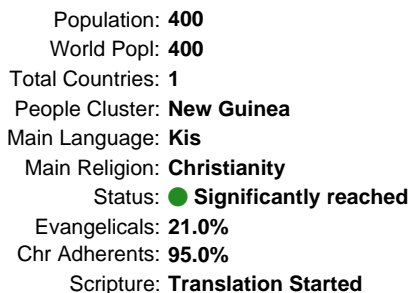 Population: 400
World Popl: 400
Total Countries: 1
People Cluster: New Guinea
Main Language: Kis
Main Religion: Christianity
Status: Significantly reached
Evangelicals: 21.0%
Chr Adherents: 95.0%
Scripture: Translation Started